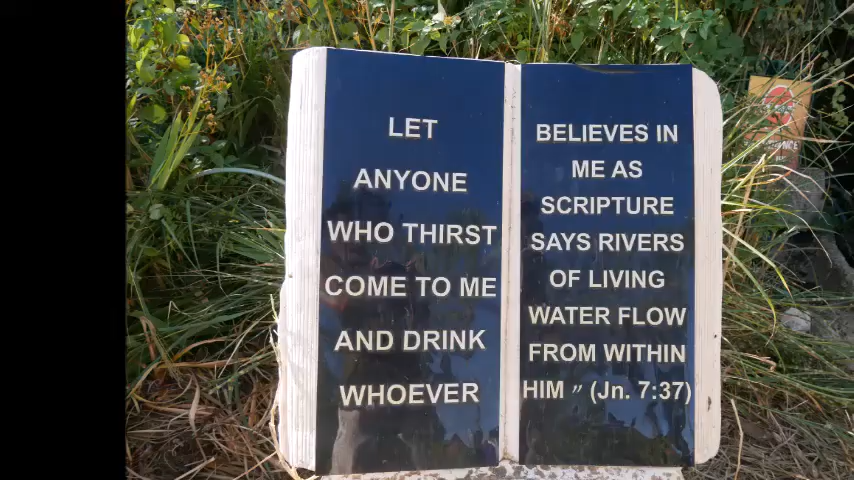 LET
ANYONE
WHO THIRST
COME TO ME
AND DRINK
WHOEVER
BELIEVES IN
ME AS
SCRIPTURE
SAYS RIVERS
OF LIVING
WATER FLOW
FROM WITHIN
HIM " (Jn. 7:37)